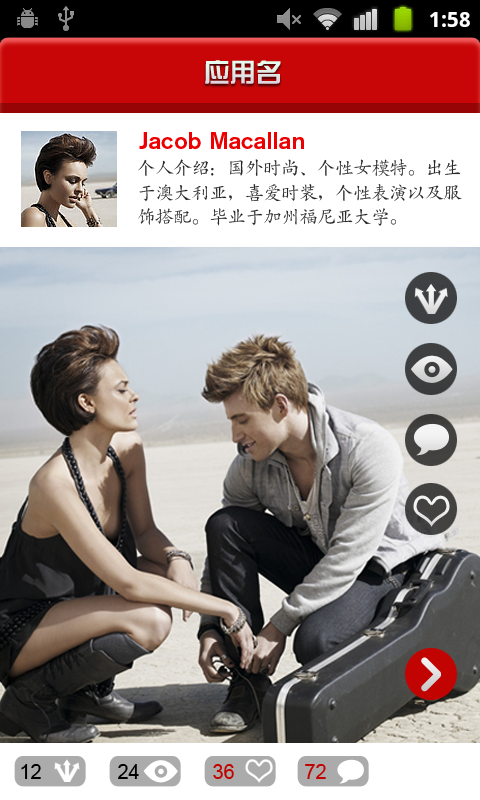 1:58
应用名
Jacob Macallan
个人介绍：国外时尚、个性女模特。出生
于澳大利亚，喜爱时装，个性表演以及服
饰搭配。毕业于加州福尼亚大学。
12 24 36 72